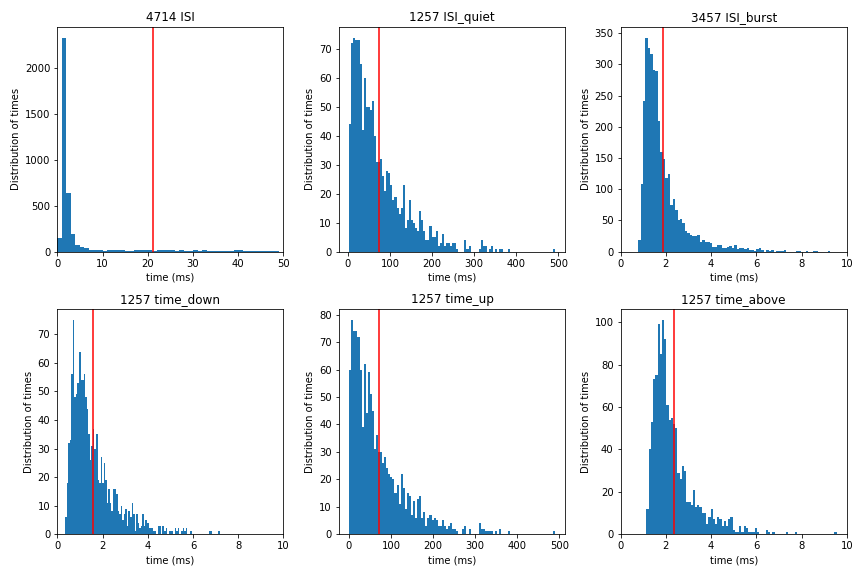 4714 ISI
1257 ISI_quiet
3457 ISI_burst
Distribution of times
2000
1500
1000
500
0
0 10 20 30 40 50
time (ms)
Distribution of times
70
60
50
40
30
20
10
0
0 100 200 300 400 500
time (ms)
Distribution of times
350
300
250
200
150
100
50
0
0 2 4 6 8 10
time (ms)
1257 time_down
1257 time_up
1257 time_above
Distribution of times
70
60
50
40
30
20
10
0
0 2 4 6 8 10
time (ms)
Distribution of times
80
70
60
50
40
30
20
10
0
0 100 200 300 400 500
time (ms)
Distribution of times
100
80
60
40
20
0
0 2 4 6 8 10
time (ms)